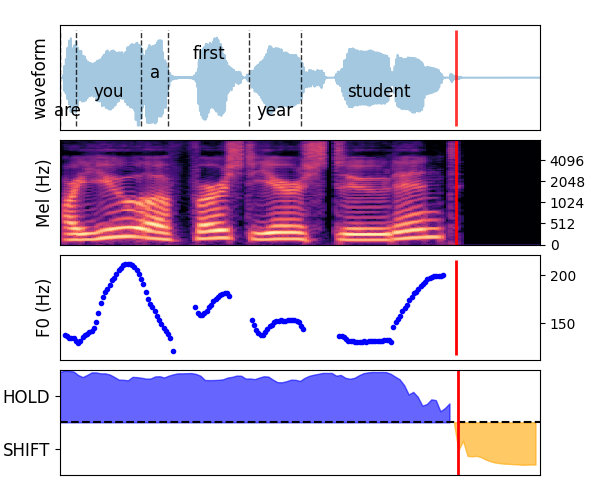 waveform
are
you
a
first
year
student
Mel (Hz)
4096
2048
1024
512
0
F0 (Hz)
200
150
HOLD
SHIFT